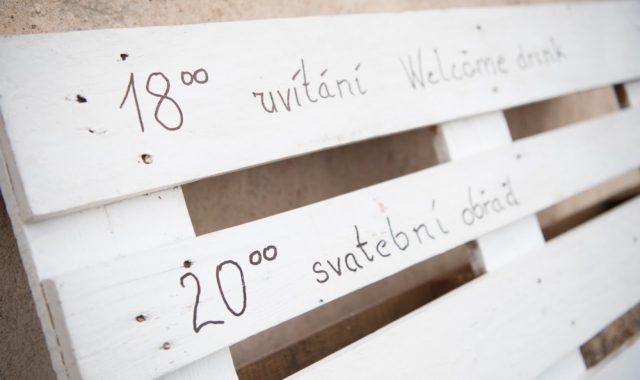 18⁰⁰ uvítání Welcome drink
20⁰⁰ svatební obřad